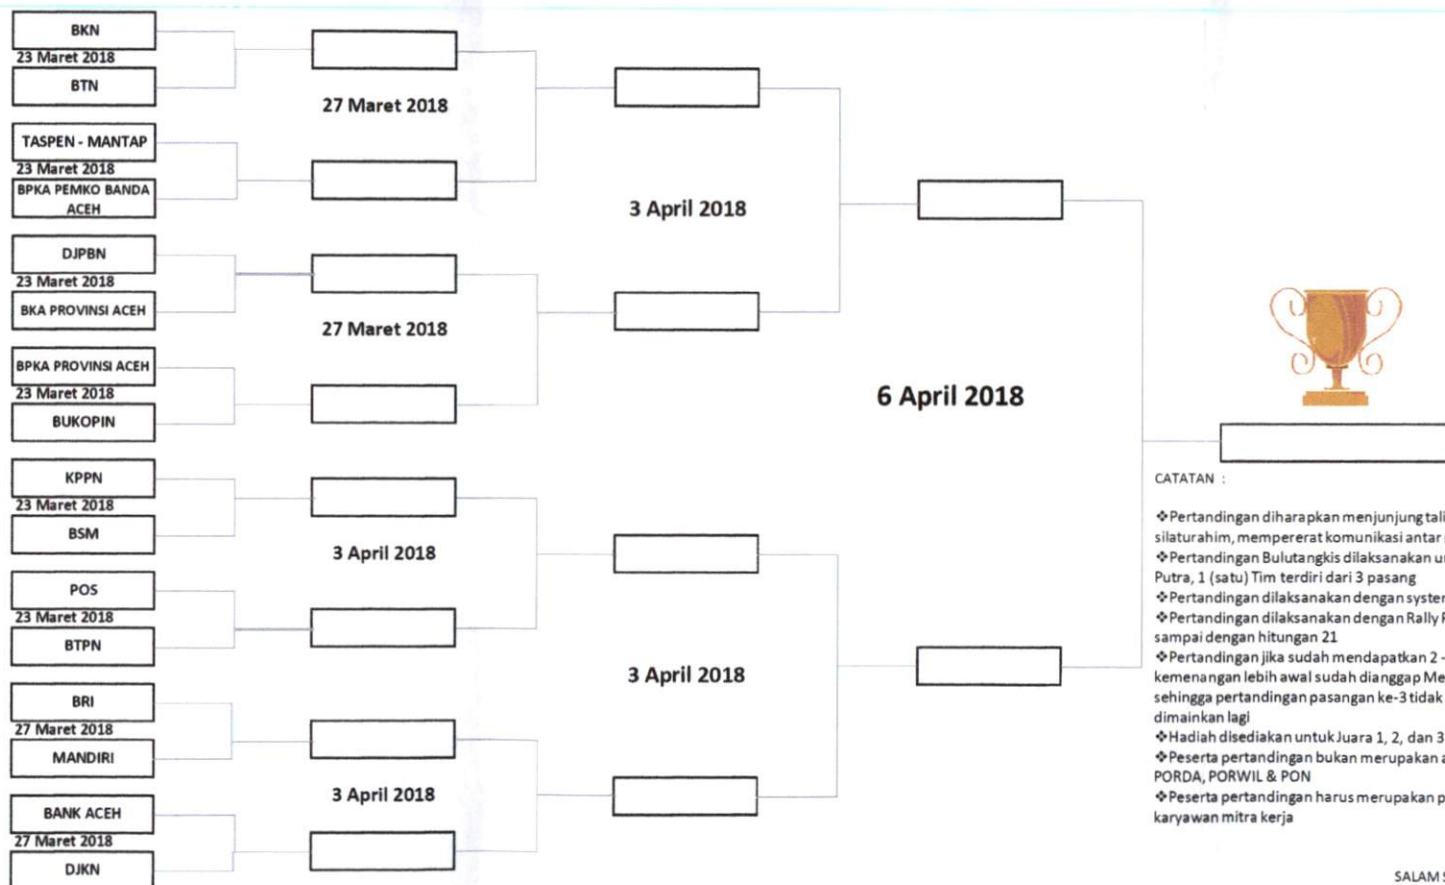 BKN
23 Maret 2018
BTN
TASPEN - MANTAP
23 Maret 2018
BPKA PEMKO BANDA
ACEH
DJPBN
23 Maret 2018
BKA PROVINSI ACEH
BPKA PROVINSI ACEH
23 Maret 2018
BUKOPIN
KPPN
23 Maret 2018
BSM
POS
23 Maret 2018
BTPN
BRI
27 Maret 2018
MANDIRI
BANK ACEH
27 Maret 2018
DJKN
27 Maret 2018
27 Maret 2018
3 April 2018
3 April 2018
3 April 2018
3 April 2018
6 April 2018
CATATAN :
❖Pertandingan diharapkan menjunjung tali
silaturahim, mempererat komunikasi antar
❖Pertandingan Bulutangkis dilaksanakan
Putra, 1 (satu) Tim terdiri dari 3 pasang
❖Pertandingan dilaksanakan dengan system
❖Pertandingan dilaksanakan dengan Rally
sampai dengan hitungan 21
❖Pertandingan jika sudah mendapatkan 2 -
kemenangan lebih awal sudah dianggap
sehingga pertandingan pasangan ke-3 tidak
dimainkan lagi
❖Hadiah disediakan untuk Juara 1, 2, dan 3
❖Peserta pertandingan bukan merupakan
PORDA, PORWIL & PON
❖Peserta pertandingan harus merupakan
karyawan mitra kerja
SALAM